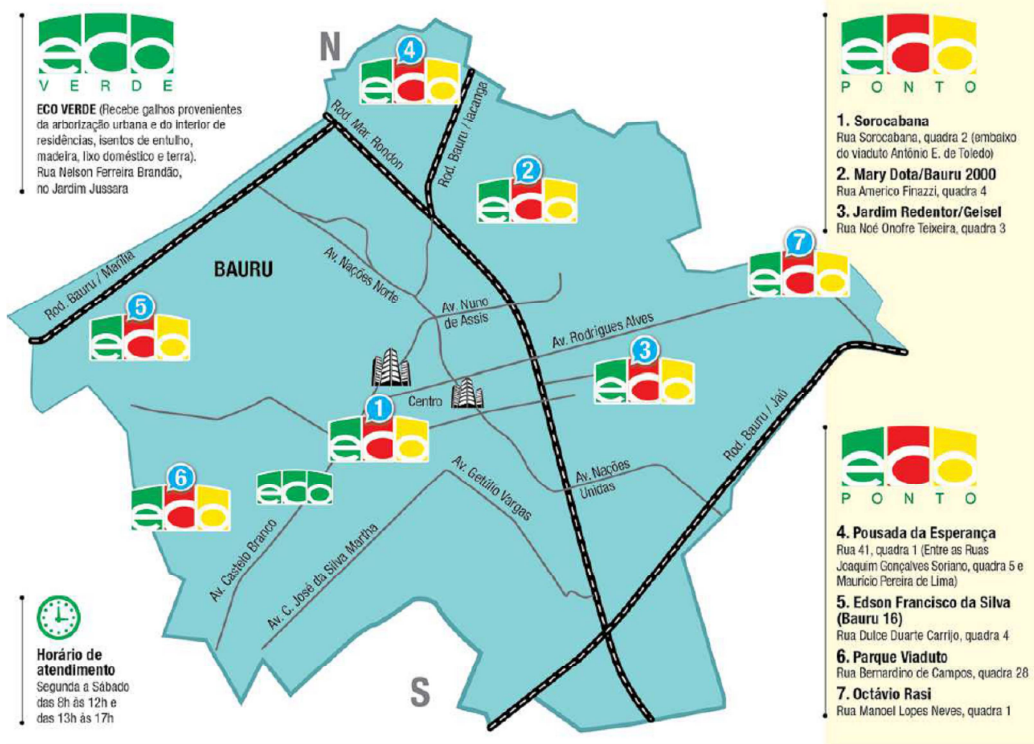 eco
VERDE
ECO VERDE (Recebe galhos provenientes
da arborização urbana e do interior de
residências, isentos de entulho,
madeira, lixo doméstico e terra).
Rua Nelson Ferreira Brandão,
no Jardim Jussara
N
4
eco
Rod. Mar. Rondon
Rod. Bauru / Iacanga
2
eco
Rod. Bauru / Marília
BAURU
Av. Nações Norte
7
eco
5
eco
Av. Nuno
de Assis
Av. Rodrigues Alves
3
eco
Centro
1
eco
Rod. Bauru / Jaú
6
eco
eco
Av. Getúlio Vargas
Av. Nações
Unidas
Av. Castelo Branco
Av. C. José da Silva Martha
S
Horário de
atendimento
Segunda a Sábado
das 8h às 12h e
das 13h às 17h
eco
PONTO
1. Sorocabana
Rua Sorocabana, quadra 2 (embaixo
do viaduto Antônio E. de Toledo)
2. Mary Dota/Bauru 2000
Rua Americo Finazzi, quadra 4
3. Jardim Redentor/Geisel
Rua Noé Onofre Teixeira, quadra 3
eco
PONTO
4. Pousada da Esperança
Rua 41, quadra 1 (Entre as Ruas
Joaquim Gonçalves Soriano, quadra 5 e
Maurício Pereira de Lima)
5. Edson Francisco da Silva
(Bauru 16)
Rua Dulce Duarte Carrijo, quadra 4
6. Parque Viaduto
Rua Bernardino de Campos, quadra 28
7. Octávio Rasi
Rua Manoel Lopes Neves, quadra 1